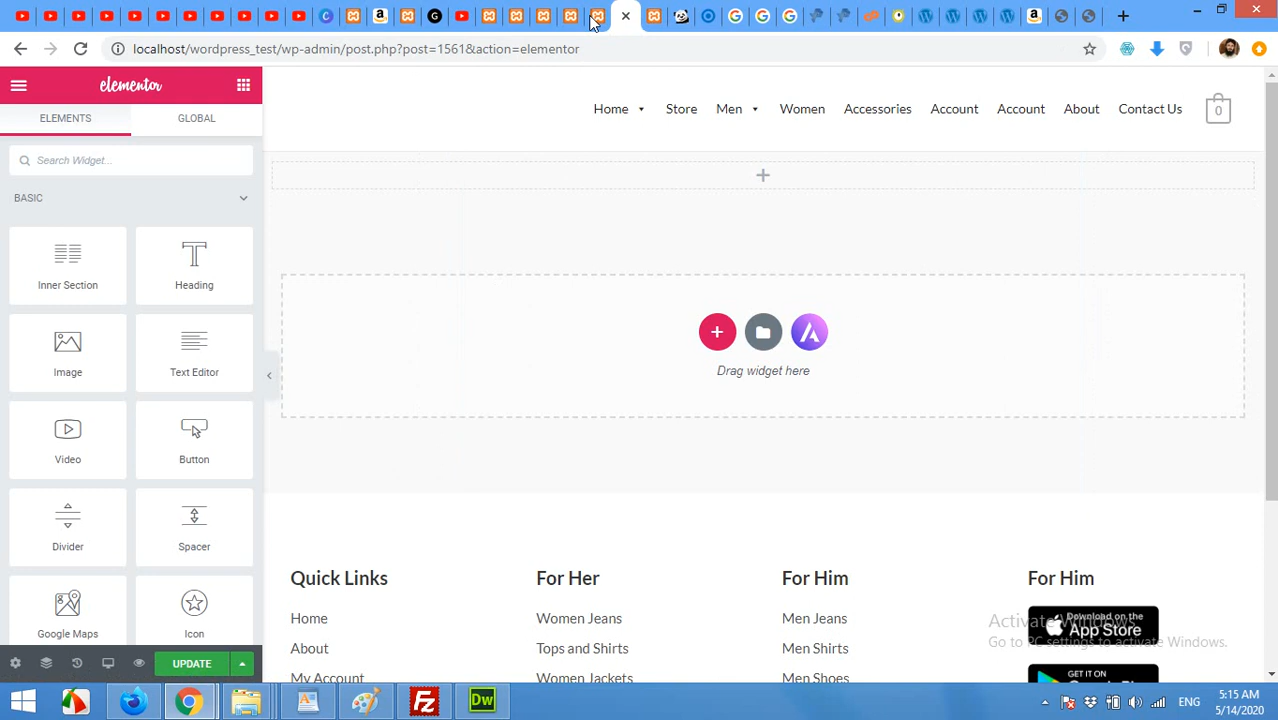 localhost/wordpress_test/wp-admin/post.php?post=1561&action=elementor
elementor
ELEMENTS GLOBAL
Search Widget...
BASIC
Inner Section Heading
Image Text Editor
Video Button
Divider Spacer
Google Maps Icon
UPDATE
Home Store Men Women Accessories Account Account About Contact Us 0
Drag widget here
Quick Links For Her For Him For Him
Home Women Jeans Men Jeans
Download on the
App Store
About Tops and Shirts Men Shirts
My Account Women Jackets Men Shoes
GET IT ON
Activate Windows
Go to PC settings to activate Windows.
Dw
ENG
5:15 AM
5/14/2020